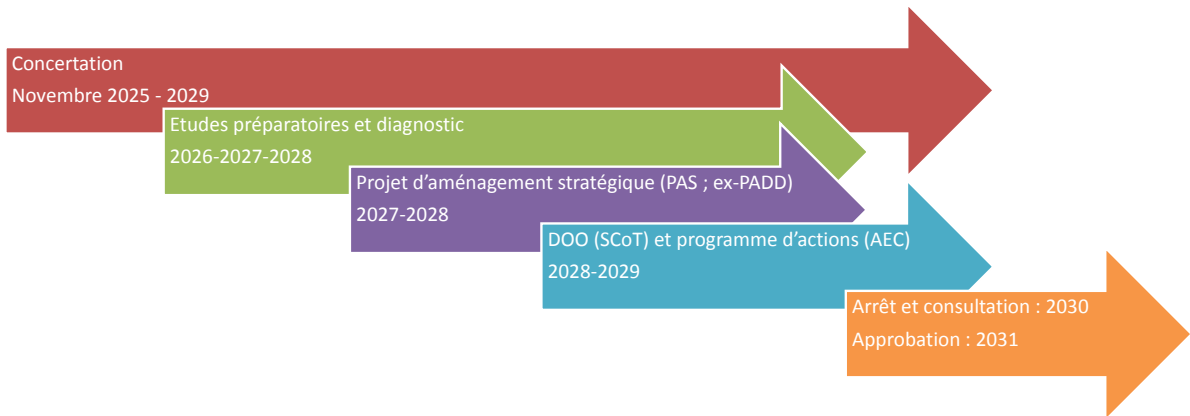 Concertation
Novembre 2025 - 2029
Etudes préparatoires et diagnostic
2026-2027-2028
Projet d’aménagement stratégique (PAS ; ex-PADD)
2027-2028
DOO (SCoT) et programme d’actions (AEC)
2028-2029
Arrêt et consultation : 2030
Approbation : 2031